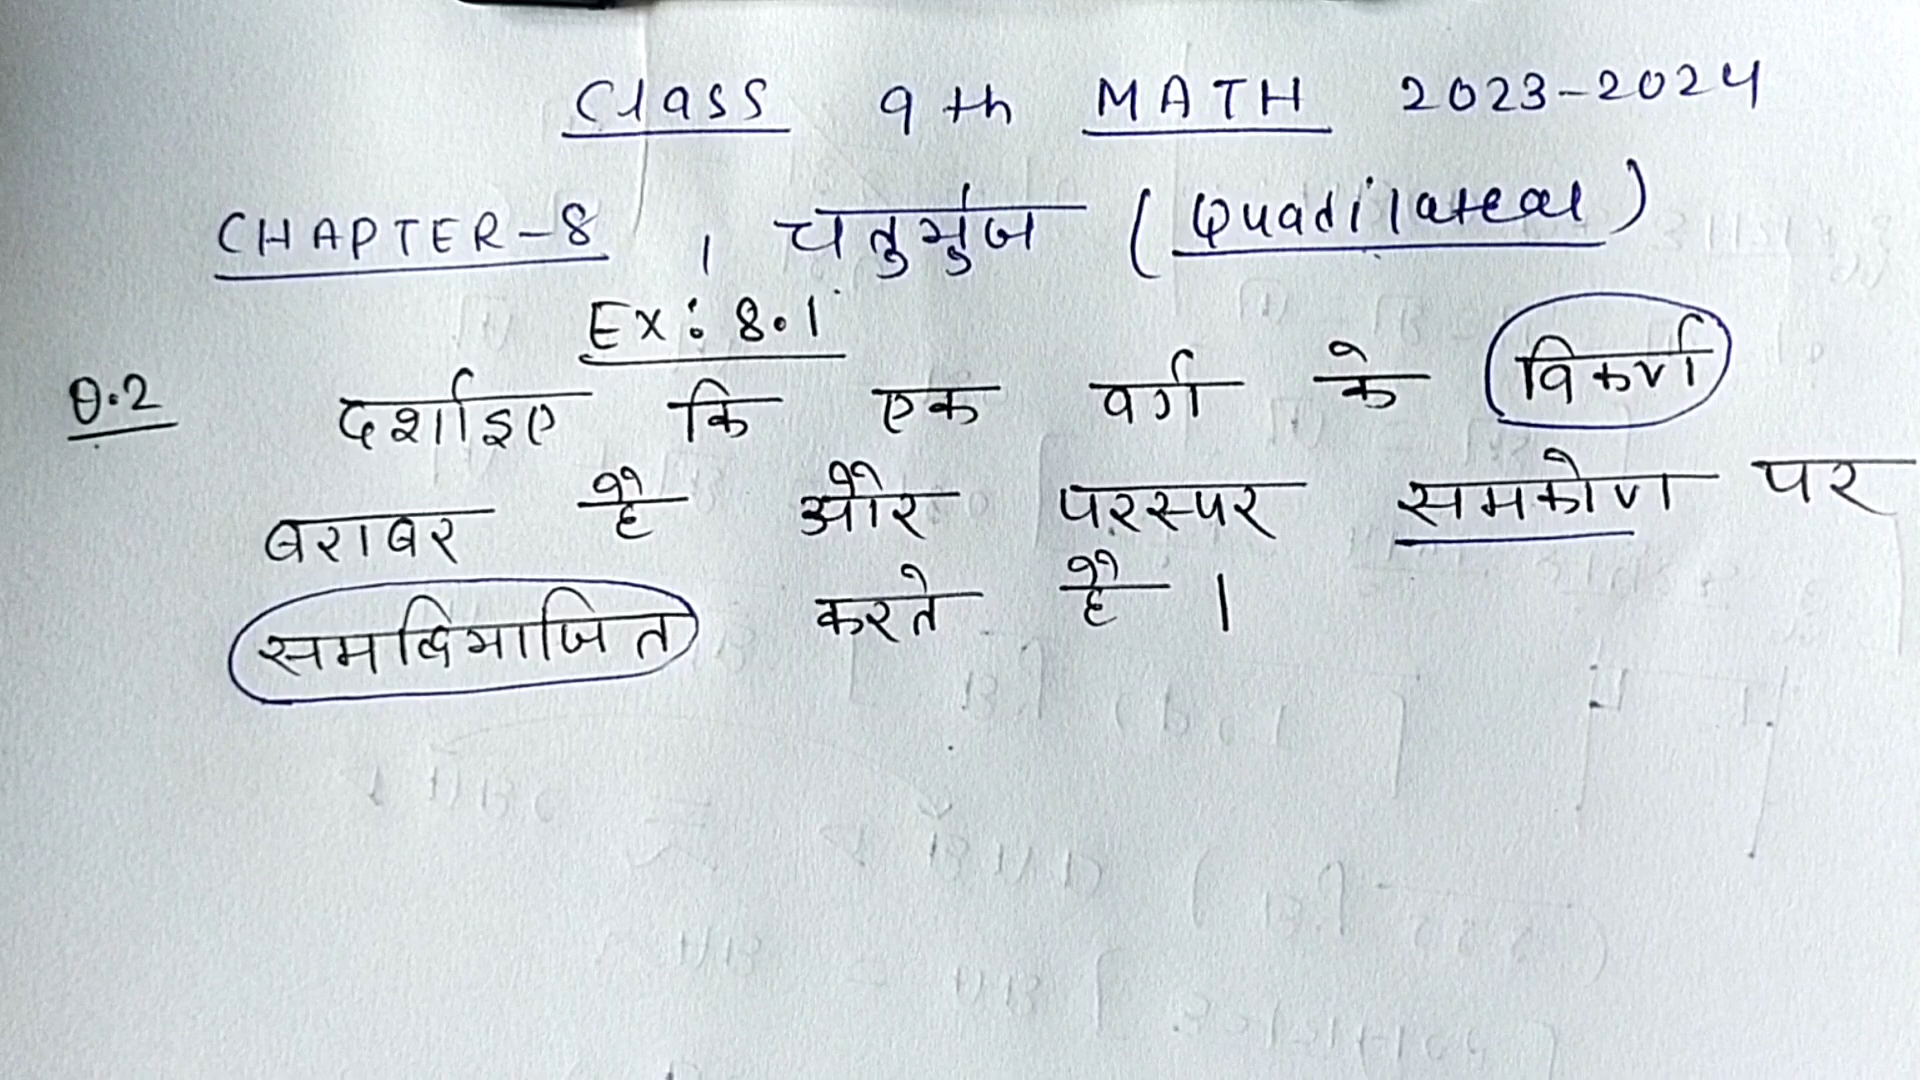 Class 9th MATH 2023-2024
CHAPTER-8 , चतुर्भुज (Quadilateral)
Ex: 8.1
Q.2 दर्शाइए कि एक वर्ग के विकर्ण
बराबर है और परस्पर समकोण पर
समद्विभाजित करते है ।